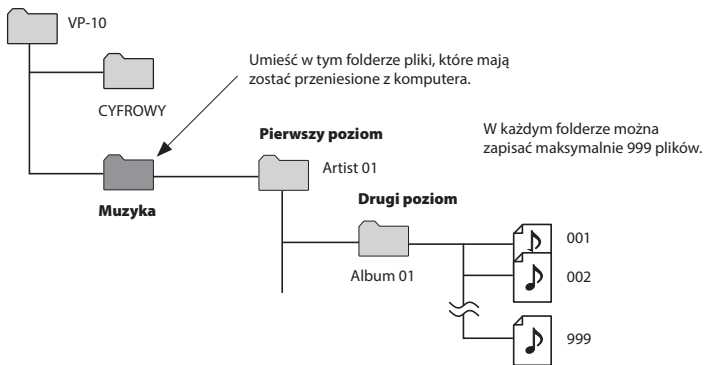 VP-10
Umieść w tym folderze pliki, które mają
zostać przeniesione z komputera.
CYFROWY
Pierwszy poziom
W każdym folderze można
zapisać maksymalnie 999 plików.
Artist 01
Muzyka
Drugi poziom
Album 01
001
002
999